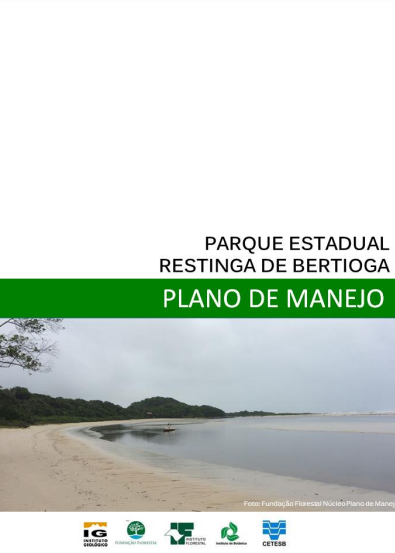 PARQUE ESTADUAL
RESTINGA DE BERTIOGA
PLANO DE MANEJO
Foto: Fundação Florestal Núcleo Plano de Manej
IG
INSTITUTO
GEOLÓGICO
FUNDAÇÃO FLORESTAL
INSTITUTO
FLORESTAL
Instituto de Botânica
CETESB